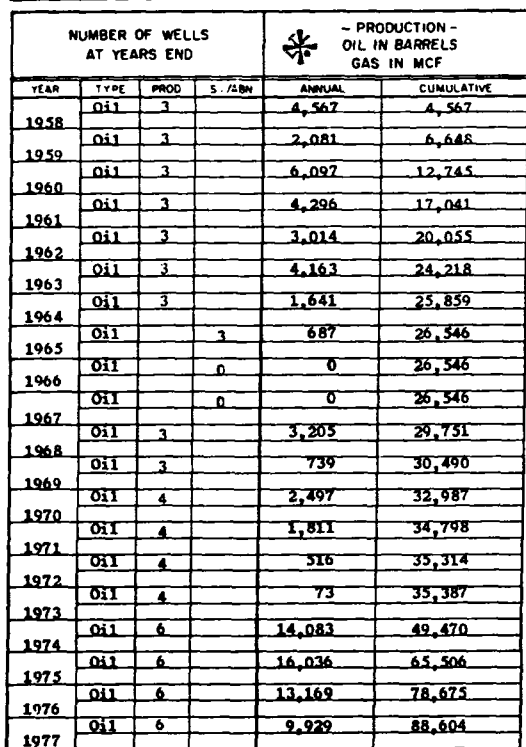 NUMBER OF WELLS AT YEARS END
- PRODUCTION - OIL IN BARRELS GAS IN MCF
YEAR TYPE PROD S./ABN ANNUAL CUMULATIVE
1958 Oil 3 4,567 4,567
1959 Oil 3 2,081 6,648
1960 Oil 3 6,097 12,745
1961 Oil 3 4,296 17,041
1962 Oil 3 3,014 20,055
1963 Oil 3 4,163 24,218
1964 Oil 3 1,641 25,859
1965 Oil 3 687 26,546
1966 Oil 0 0 26,546
1967 Oil 0 0 26,546
1968 Oil 3 3,205 29,751
1969 Oil 3 739 30,490
1970 Oil 4 2,497 32,987
1971 Oil 4 1,811 34,798
1972 Oil 4 516 35,314
1973 Oil 4 73 35,387
1974 Oil 6 14,083 49,470
1975 Oil 6 16,036 65,506
1976 Oil 6 13,169 78,675
1977 Oil 6 9,929 88,604